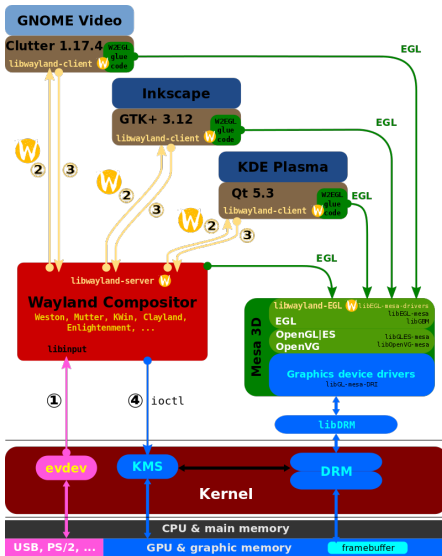 GNOME Video
Clutter 1.17.4
libwayland-client W
W2EGL
glue
code
EGL
Inkscape
GTK+ 3.12
libwayland-client W
W2EGL
glue
code
EGL
KDE Plasma
Qt 5.3
libwayland-client W
W2EGL
glue
code
EGL
W
② ③
W
② ③
W
② ③
libwayland-server W
Wayland Compositor
Weston, Mutter, KWin, Clayland,
Enlightenment, ...
libinput
EGL
Mesa 3D
libwayland-EGL W libEGL-mesa-drivers
libEGL-mesa
EGL libGBM
OpenGL|ES libGLES-mesa
OpenVG libOpenVG-mesa
Graphics device drivers
libGL-mesa-DRI
① ④ ioctl
libDRM
evdev KMS DRM
Kernel
CPU & main memory
USB, PS/2, ... GPU & graphic memory framebuffer